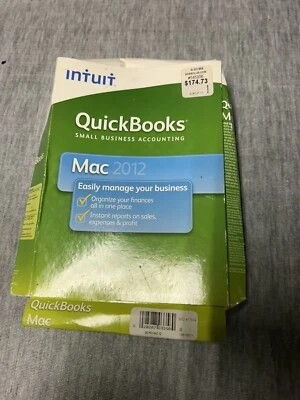 intuit
$174.73
QuickBooks
SMALL BUSINESS ACCOUNTING
Mac 2012
Easily manage your business
Organize your finances
all in one place
Instant reports on sales,
expenses & profit
QuickBooks
Mac